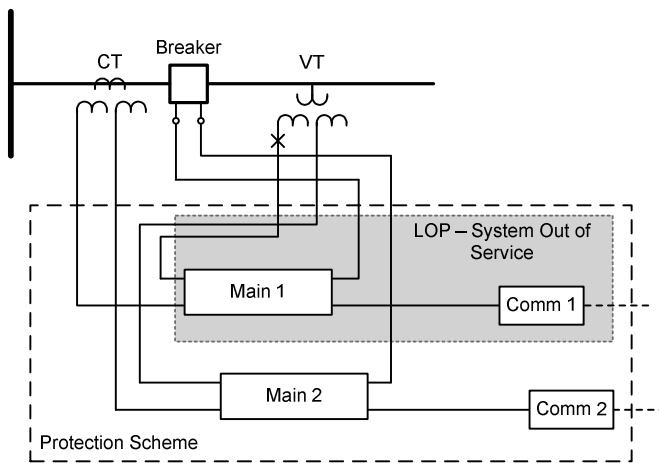 Breaker
CT
VT
LOP – System Out of
Service
Main 1
Comm 1
Main 2
Comm 2
Protection Scheme